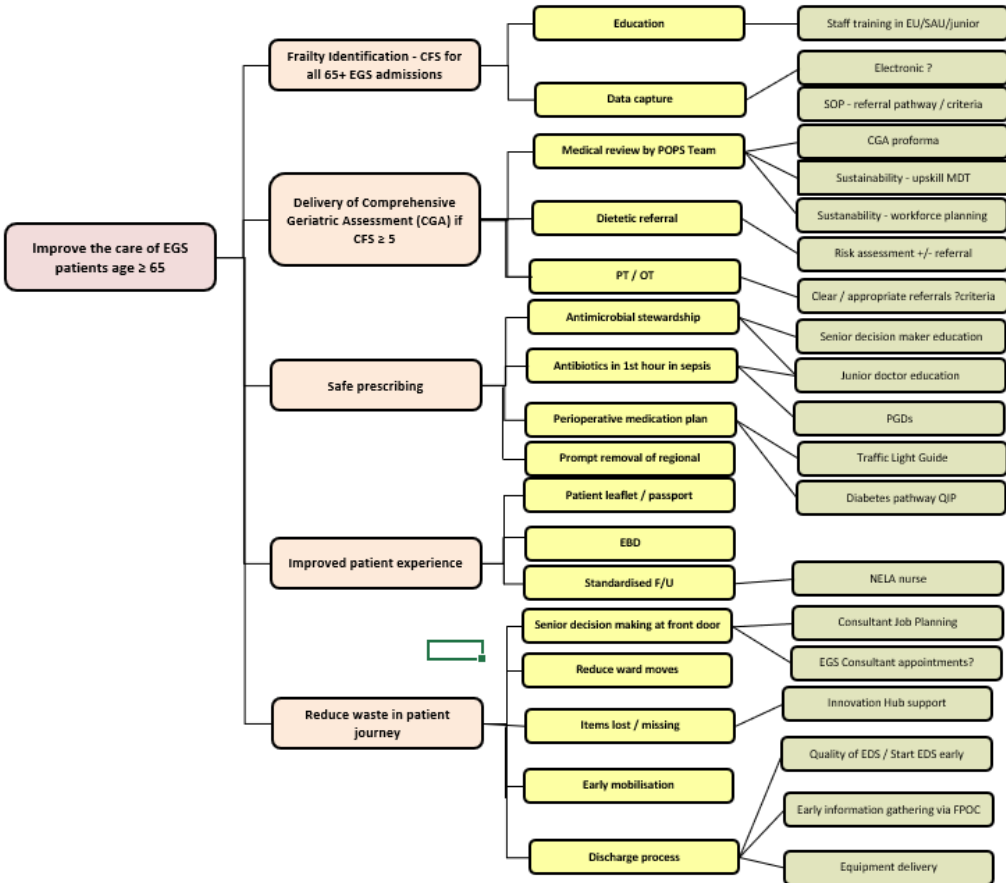 Improve the care of EGS
patients age ≥ 65
Frailty Identification - CFS for
all 65+ EGS admissions
Delivery of Comprehensive
Geriatric Assessment (CGA) if
CFS ≥ 5
Safe prescribing
Improved patient experience
Reduce waste in patient
journey
Education
Data capture
Medical review by POPS Team
Dietetic referral
PT / OT
Antimicrobial stewardship
Antibiotics in 1st hour in sepsis
Perioperative medication plan
Prompt removal of regional
Patient leaflet / passport
EBD
Standardised F/U
Senior decision making at front door
Reduce ward moves
Items lost / missing
Early mobilisation
Discharge process
Staff training in EU/SAU/junior
Electronic ?
SOP - referral pathway / criteria
CGA proforma
Sustainability - upskill MDT
Sustanability - workforce planning
Risk assessment +/- referral
Clear / appropriate referrals ?criteria
Senior decision maker education
Junior doctor education
PGDs
Traffic Light Guide
Diabetes pathway QIP
NELA nurse
Consultant Job Planning
EGS Consultant appointments?
Innovation Hub support
Quality of EDS / Start EDS early
Early information gathering via FPOC
Equipment delivery